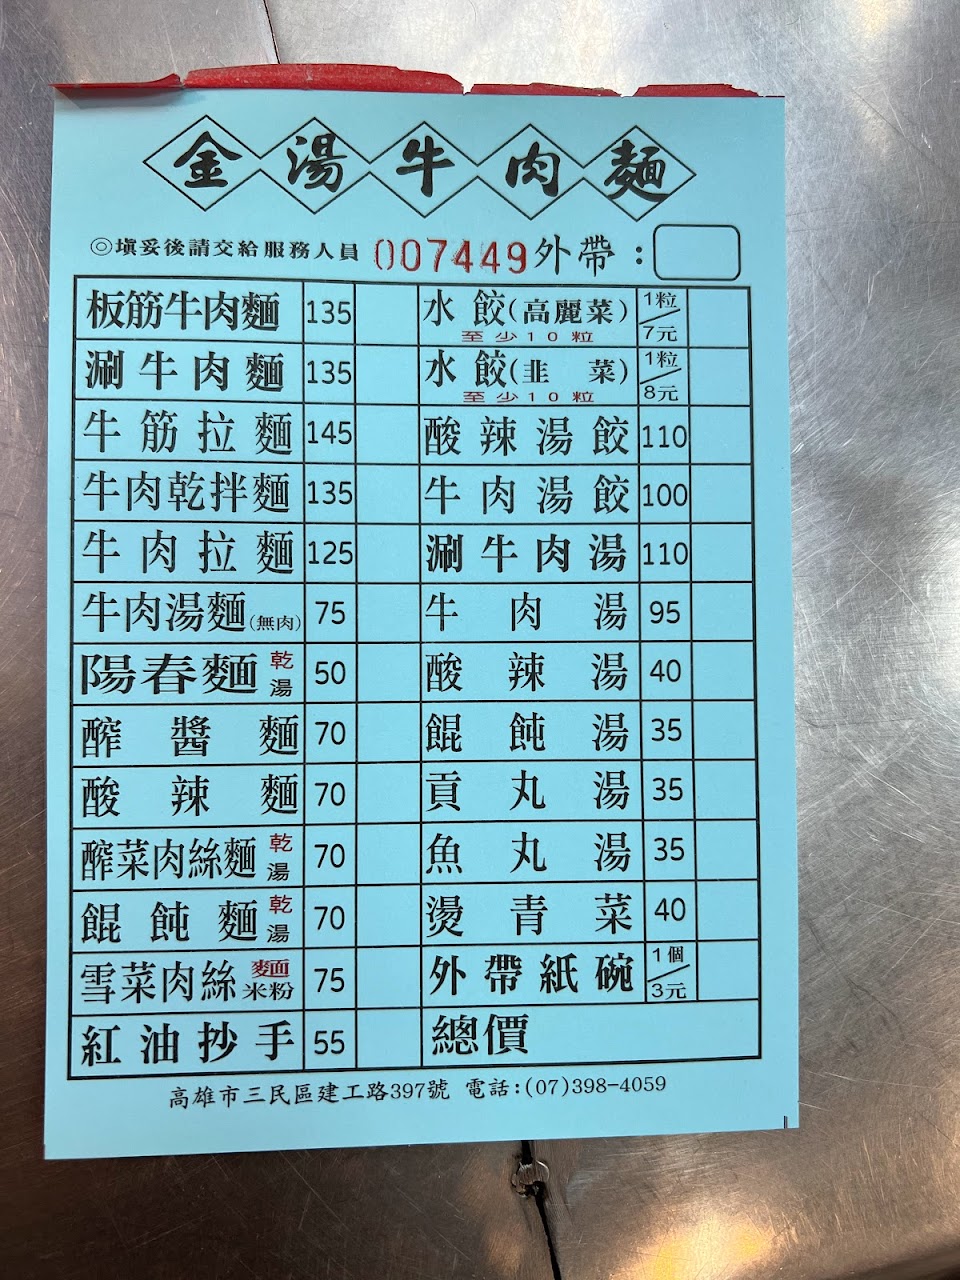 金湯牛肉麵
◎填妥後請交給服務人員 007449 外帶：
板筋牛肉麵 135 水餃(高麗菜) 至少10粒 1粒/7元
涮牛肉麵 135 水餃(韭菜) 至少10粒 1粒/8元
牛筋拉麵 145 酸辣湯餃 110
牛肉乾拌麵 135 牛肉湯餃 100
牛肉拉麵 125 涮牛肉湯 110
牛肉湯麵(無肉) 75 牛肉湯 95
陽春麵 乾 湯 50 酸辣湯 40
醡醬麵 70 餛飩湯 35
酸辣麵 70 貢丸湯 35
醡菜肉絲麵 乾 湯 70 魚丸湯 35
餛飩麵 乾 湯 70 燙青菜 40
雪菜肉絲 麵 米粉 75 外帶紙碗 1個/3元
紅油抄手 55 總價
高雄市三民區建工路397號 電話:(07)398-4059